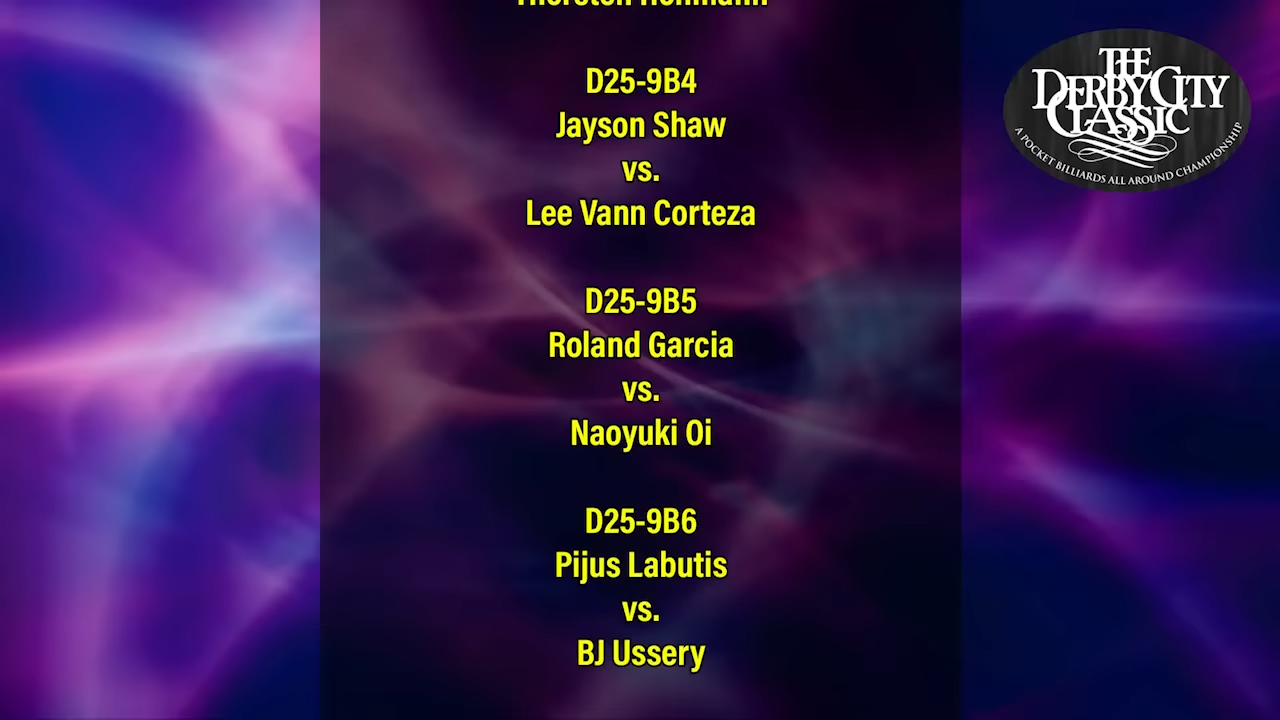 D25-9B4
Jayson Shaw
vs.
Lee Vann Corteza
D25-9B5
Roland Garcia
vs.
Naoyuki Oi
D25-9B6
Pijus Labutis
vs.
BJ Ussery
THE
DERBY CITY
CLASSIC
A POCKET BILLIARDS ALL AROUND CHAMPIONSHIP